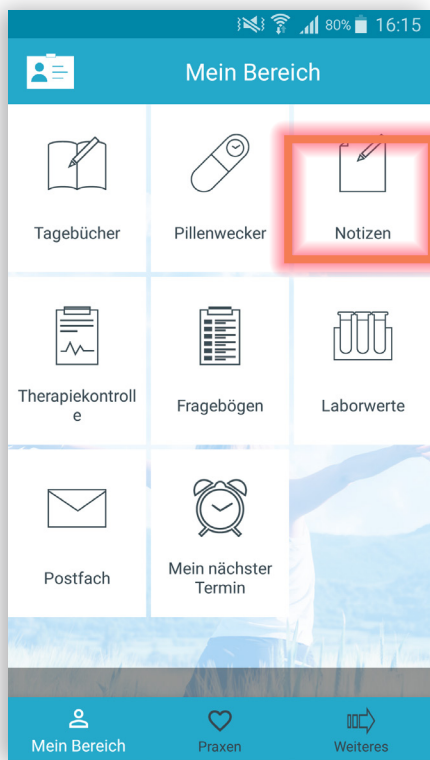 80% 16:15
Mein Bereich
Tagebücher
Pillenwecker
Notizen
Therapiekontroll
e
Fragebögen
Laborwerte
Postfach
Mein nächster
Termin
Mein Bereich
Praxen
Weiteres